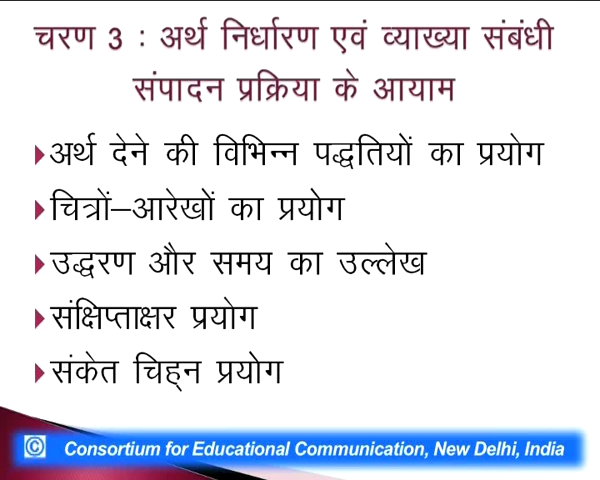 चरण 3 : अर्थ निर्धारण एवं व्याख्या संबंधी
संपादन प्रक्रिया के आयाम
अर्थ देने की विभिन्न पद्धतियों का प्रयोग
चित्रों–आरेखों का प्रयोग
उद्धरण और समय का उल्लेख
संक्षिप्ताक्षर प्रयोग
संकेत चिह्न प्रयोग
© Consortium for Educational Communication, New Delhi, India